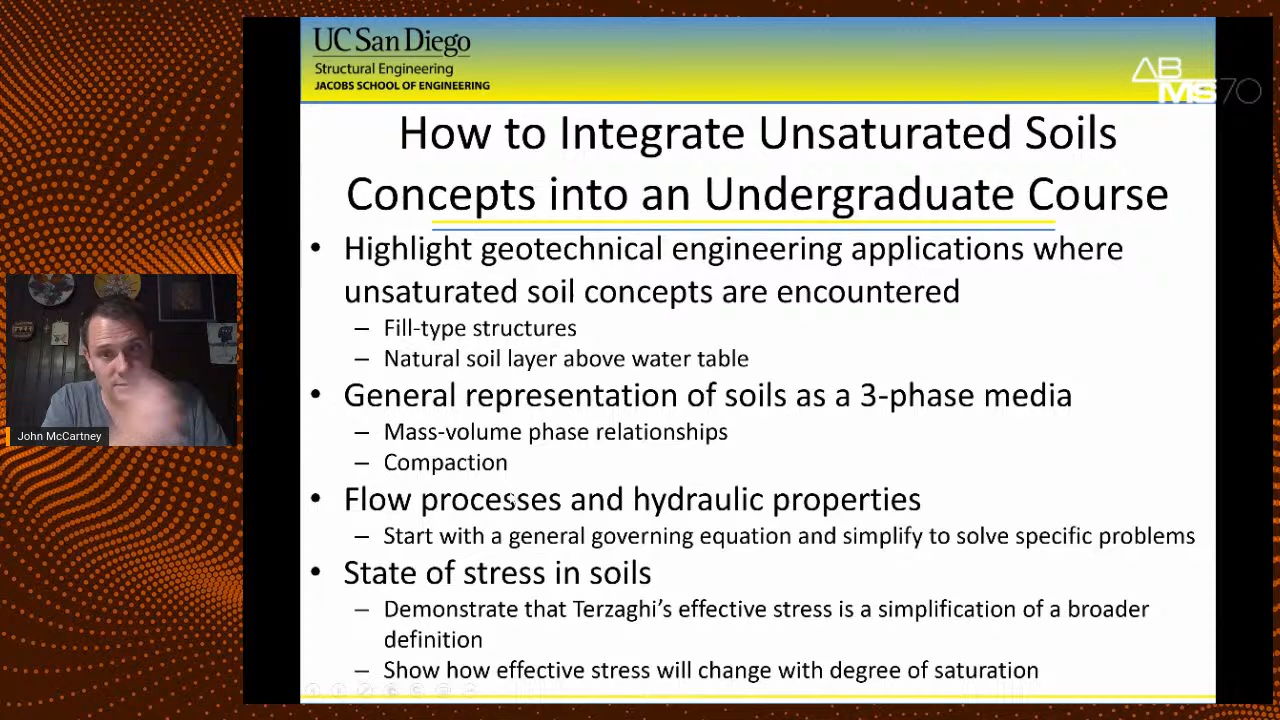 UC San Diego
Structural Engineering
JACOBS SCHOOL OF ENGINEERING
ABMS70
How to Integrate Unsaturated Soils
Concepts into an Undergraduate Course
• Highlight geotechnical engineering applications where
unsaturated soil concepts are encountered
– Fill-type structures
– Natural soil layer above water table
• General representation of soils as a 3-phase media
– Mass-volume phase relationships
– Compaction
• Flow processes and hydraulic properties
– Start with a general governing equation and simplify to solve specific problems
• State of stress in soils
– Demonstrate that Terzaghi’s effective stress is a simplification of a broader
definition
– Show how effective stress will change with degree of saturation
John McCartney